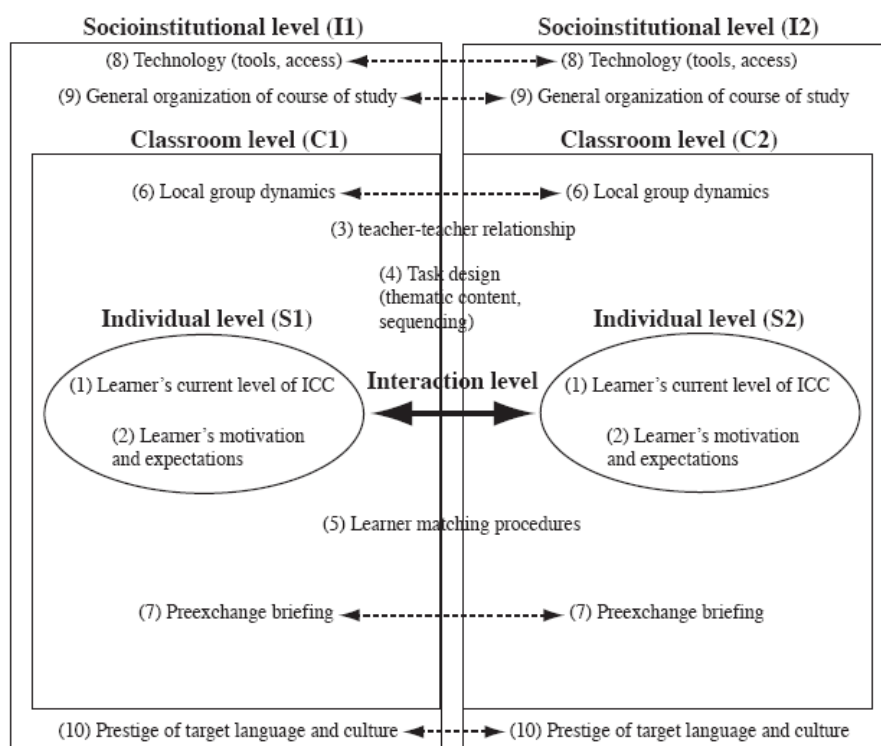 Socioinstitutional level (I1) Socioinstitutional level (I2)
(8) Technology (tools, access) (8) Technology (tools, access)
(9) General organization of course of study (9) General organization of course of study
Classroom level (C1) Classroom level (C2)
(6) Local group dynamics (6) Local group dynamics
(3) teacher-teacher relationship
(4) Task design
(thematic content,
sequending)
Individual level (S1) Individual level (S2)
Interaction level
(1) Learner's current level of ICC (1) Learner's current level of ICC
(2) Learner's motivation (2) Learner's motivation
and expectations and expectations
(5) Learner matching procedures
(7) Preexchange briefing (7) Preexchange briefing
(10) Prestige of target language and culture (10) Prestige of target language and culture